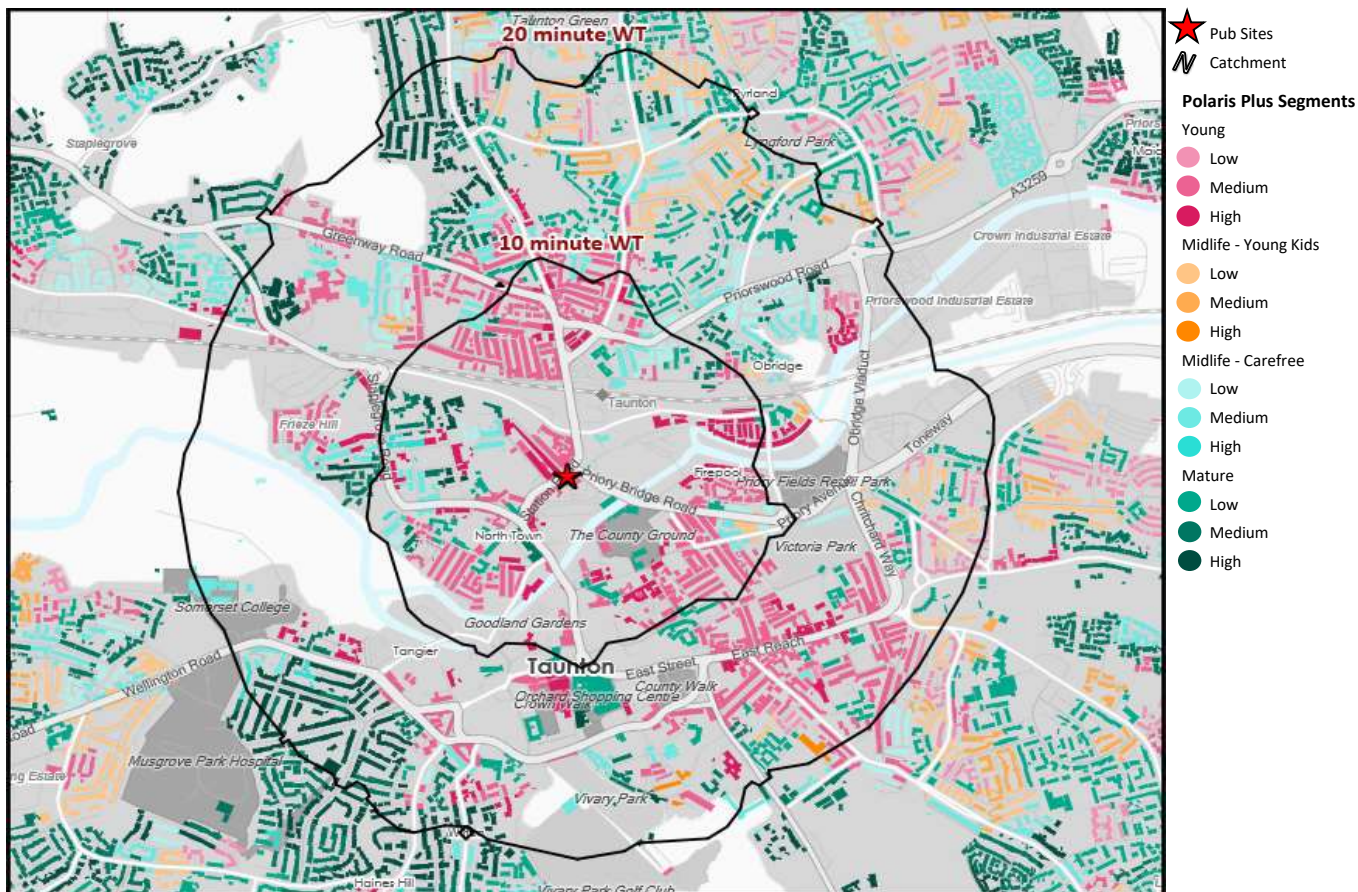 Taunton Green
20 minute WT
Pyrland
Lyngford Park
Staplegrove
A3259
Crown Industrial Estate
Greenway Road
10 minute WT
Priorswood Road
Priorswood Industrial Estate
Obridge
Obridge Viaduct
Taunton
Frieze Hill
Toneway
Firepool
Priory Fields Retail Park
Priory Bridge Road
Priory Avenue
North Town
The County Ground
Victoria Park
Chritchard Way
Somerset College
Goodland Gardens
Tangier
Taunton
East Street
East Reach
County Walk
Orchard Shopping Centre
Crown Walk
Wellington Road
Road
Musgrove Park Hospital
ng Estate
Vivary Park
Haines Hill
Vivary Park Golf Club
Pub Sites
Catchment
Polaris Plus Segments
Young
Low
Medium
High
Midlife - Young Kids
Low
Medium
High
Midlife - Carefree
Low
Medium
High
Mature
Low
Medium
High